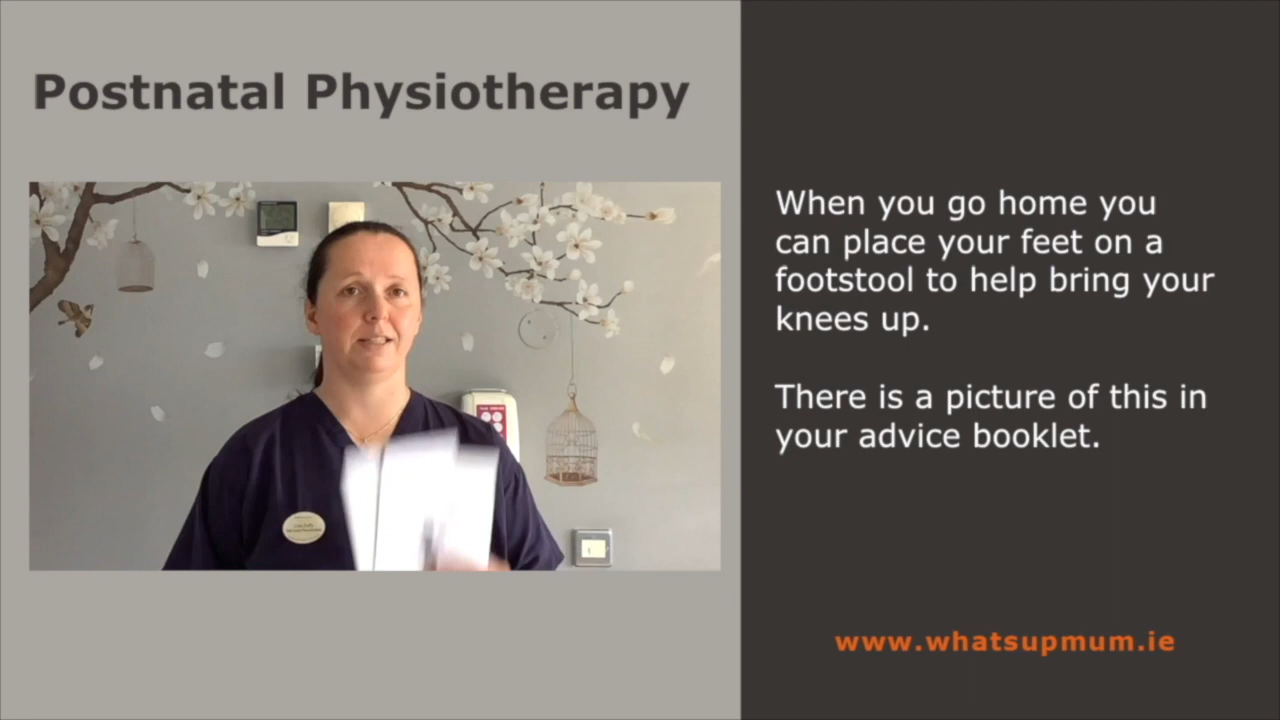 Postnatal Physiotherapy
When you go home you
can place your feet on a
footstool to help bring your
knees up.
There is a picture of this in
your advice booklet.
www.whatsupmum.ie